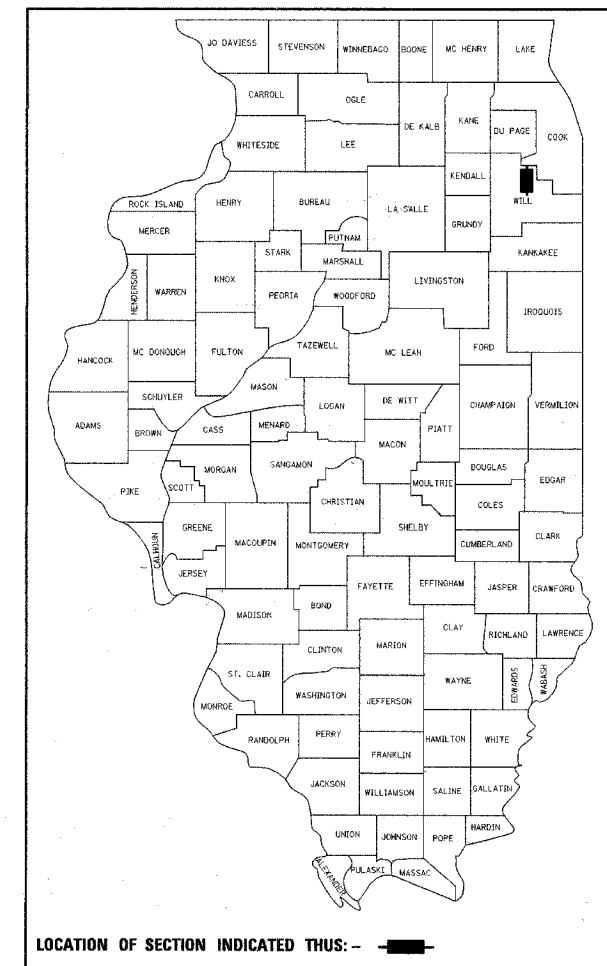 JO DAVIESS STEVENSON WINNEBAGO BOONE MC HENRY LAKE
CARROLL OGLE DE KALB KANE DU PAGE COOK
WHITESIDE LEE KENDALL WILL
ROCK ISLAND HENRY BUREAU LA SALLE GRUNDY
MERCER PUTNAM KANKAKEE
STARK MARSHALL
HENDERSON WARREN KNOX PEORIA WOODFORD LIVINGSTON IROQUOIS
HANCOCK MC DONOUGH FULTON TAZEWELL MC LEAN FORD
SCHUYLER MASON LOGAN DE WITT CHAMPAIGN VERMILION
ADAMS BROWN CASS MENARD MACON PIATT
PIKE SCOTT MORGAN SANGAMON CHRISTIAN MOULTRIE DOUGLAS EDGAR
COLES
CALHOUN GREENE MACOUPIN MONTGOMERY SHELBY CUMBERLAND CLARK
JERSEY FAYETTE EFFINGHAM JASPER CRAWFORD
MADISON BOND CLAY RICHLAND LAWRENCE
CLINTON MARION
ST. CLAIR WASHINGTON JEFFERSON WAYNE EDWARDS WABASH
MONROE
RANDOLPH PERRY FRANKLIN HAMILTON WHITE
JACKSON WILLIAMSON SALINE GALLATIN
UNION JOHNSON POPE HARDIN
ALEXANDER PULASKI MASSAC
LOCATION OF SECTION INDICATED THUS: –